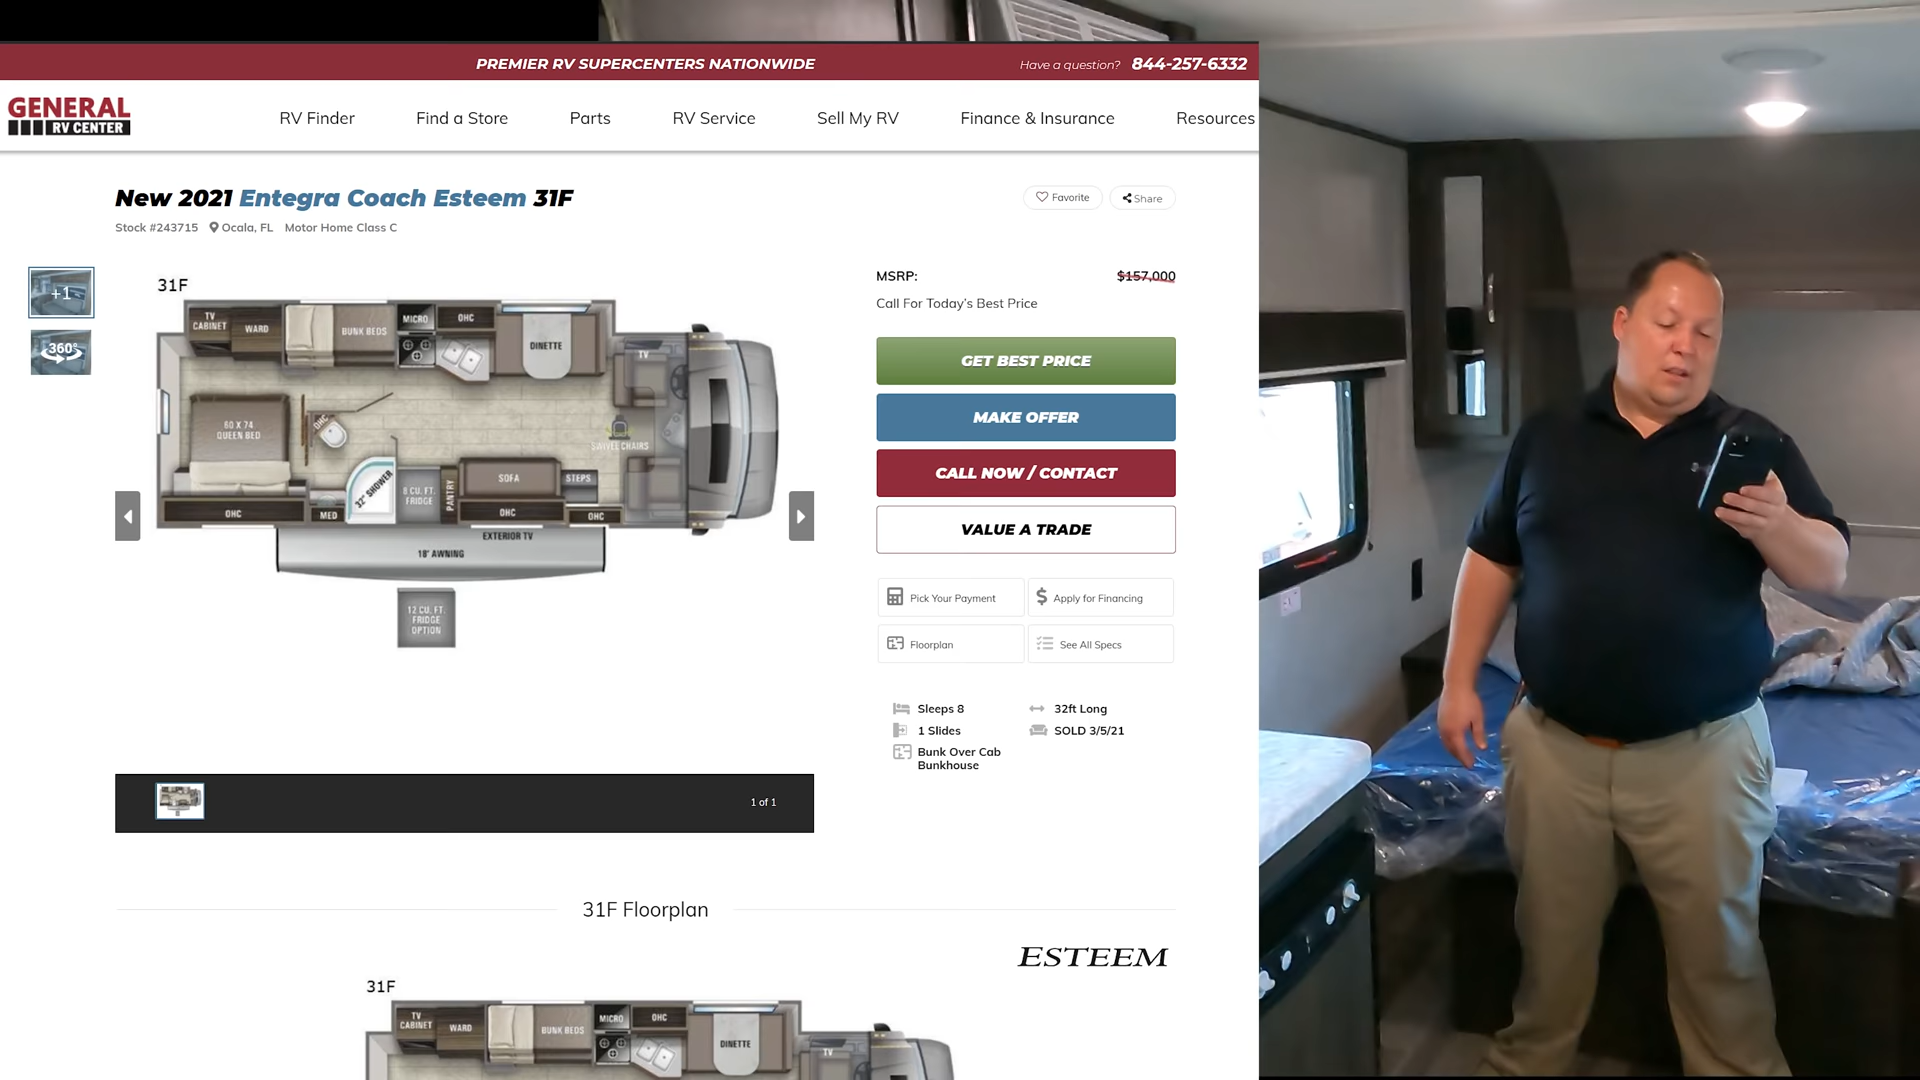 PREMIER RV SUPERCENTERS NATIONWIDE
Have a question? 844-257-6332
GENERAL
RV CENTER
RV Finder Find a Store Parts RV Service Sell My RV Finance & Insurance Resources
New 2021 Entegra Coach Esteem 31F
Favorite
Share
Stock #243715 Ocala, FL Motor Home Class C
+1
360°
31F
TV CABINET
WARD
BUNK BEDS
MICRO
OHC
DINETTE
TV
60 X 74
QUEEN BED
OHC
SWIVEL CHAIRS
32" SHOWER
8 CU. FT.
FRIDGE
PANTRY
SOFA
STEPS
OHC
MED
OHC
OHC
EXTERIOR TV
18' AWNING
12 CU. FT.
FRIDGE
OPTION
MSRP: $157,000
Call For Today's Best Price
GET BEST PRICE
MAKE OFFER
CALL NOW / CONTACT
VALUE A TRADE
Pick Your Payment
Apply for Financing
Floorplan
See All Specs
Sleeps 8
32ft Long
1 Slides
SOLD 3/5/21
Bunk Over Cab
Bunkhouse
1 of 1
31F Floorplan
ESTEEM
31F
TV
CABINET
WARD
BUNK BEDS
MICRO
OHC
DINETTE
TV